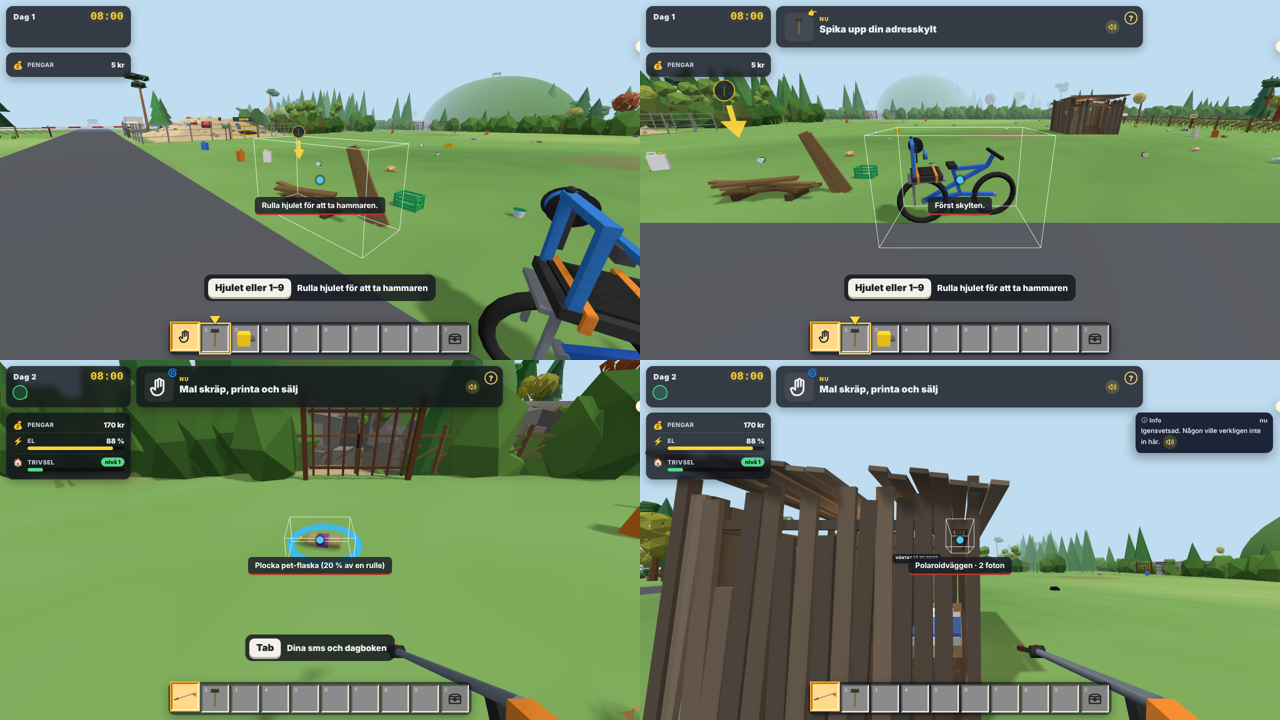 Dag 1
08:00
PENGAR
5 kr
Rulla hjulet för att ta hammaren.
Hjulet eller 1–9
Rulla hjulet för att ta hammaren
Dag 1
08:00
NU
Spika upp din adresskylt
?
PENGAR
5 kr
Först skylten.
Hjulet eller 1–9
Rulla hjulet för att ta hammaren
Dag 2
08:00
NU
Mal skräp, printa och sälj
?
PENGAR
170 kr
EL
88 %
TRIVSEL
nivå 1
Plocka pet-flaska (20 % av en rulle)
Tab
Dina sms och dagboken
Dag 2
08:00
NU
Mal skräp, printa och sälj
?
Info
nu
Igensvetsad. Någon ville verkligen inte
in här.
PENGAR
170 kr
EL
88 %
TRIVSEL
nivå 1
Polaroidväggen · 2 foton